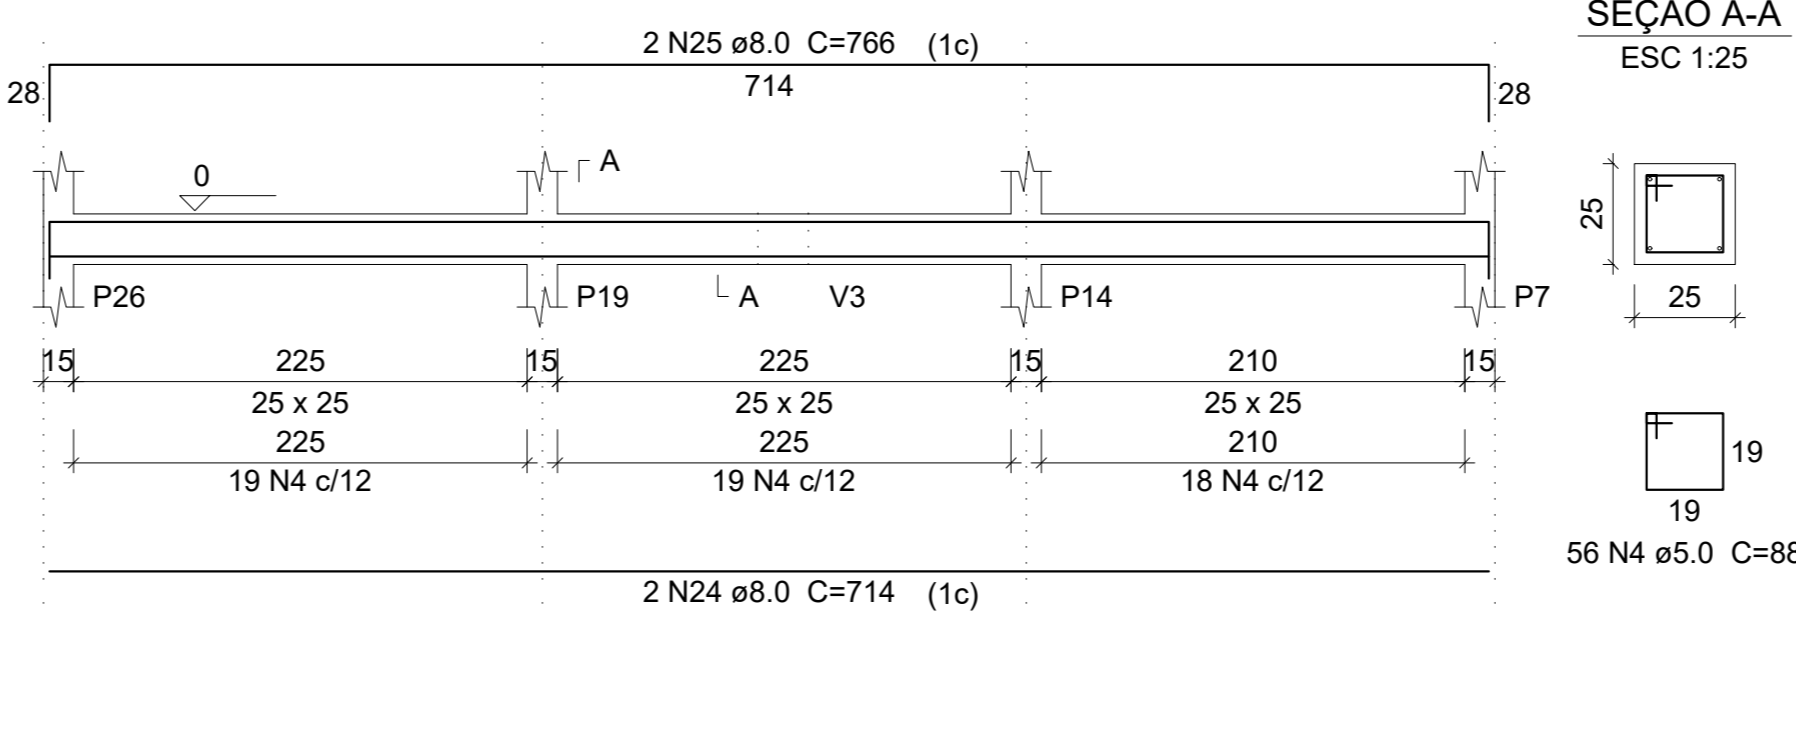 2 N25 ø8.0 C=766 (1c)
714
28
28
SEÇÃO A-A
ESC 1:25
A
0
P26
P19
A
V3
P14
P7
25
25
15 225 15 225 15 210 15
25 x 25 25 x 25 25 x 25
225 225 210
19 N4 c/12 19 N4 c/12 18 N4 c/12
19
19
56 N4 ø5.0 C=88
2 N24 ø8.0 C=714 (1c)